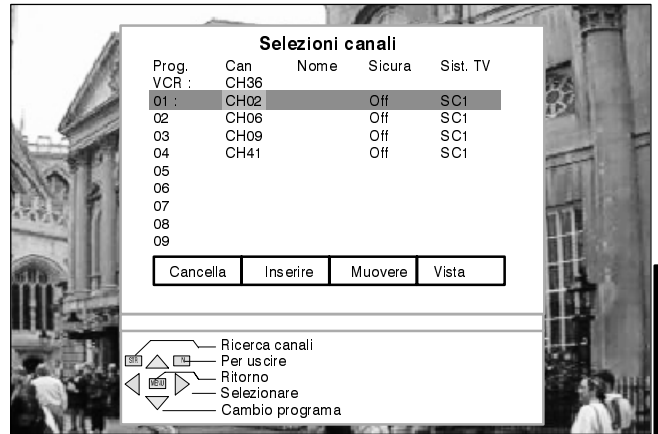 Selezioni canali
Prog. Can Nome Sicura Sist. TV
VCR : CH36
01 : CH02 Off SC1
02 CH06 Off SC1
03 CH09 Off SC1
04 CH41 Off SC1
05
06
07
08
09
Cancella Inserire Muovere Vista
Ricerca canali
STR N Per uscire
MENU Ritorno
Selezionare
Cambio programa